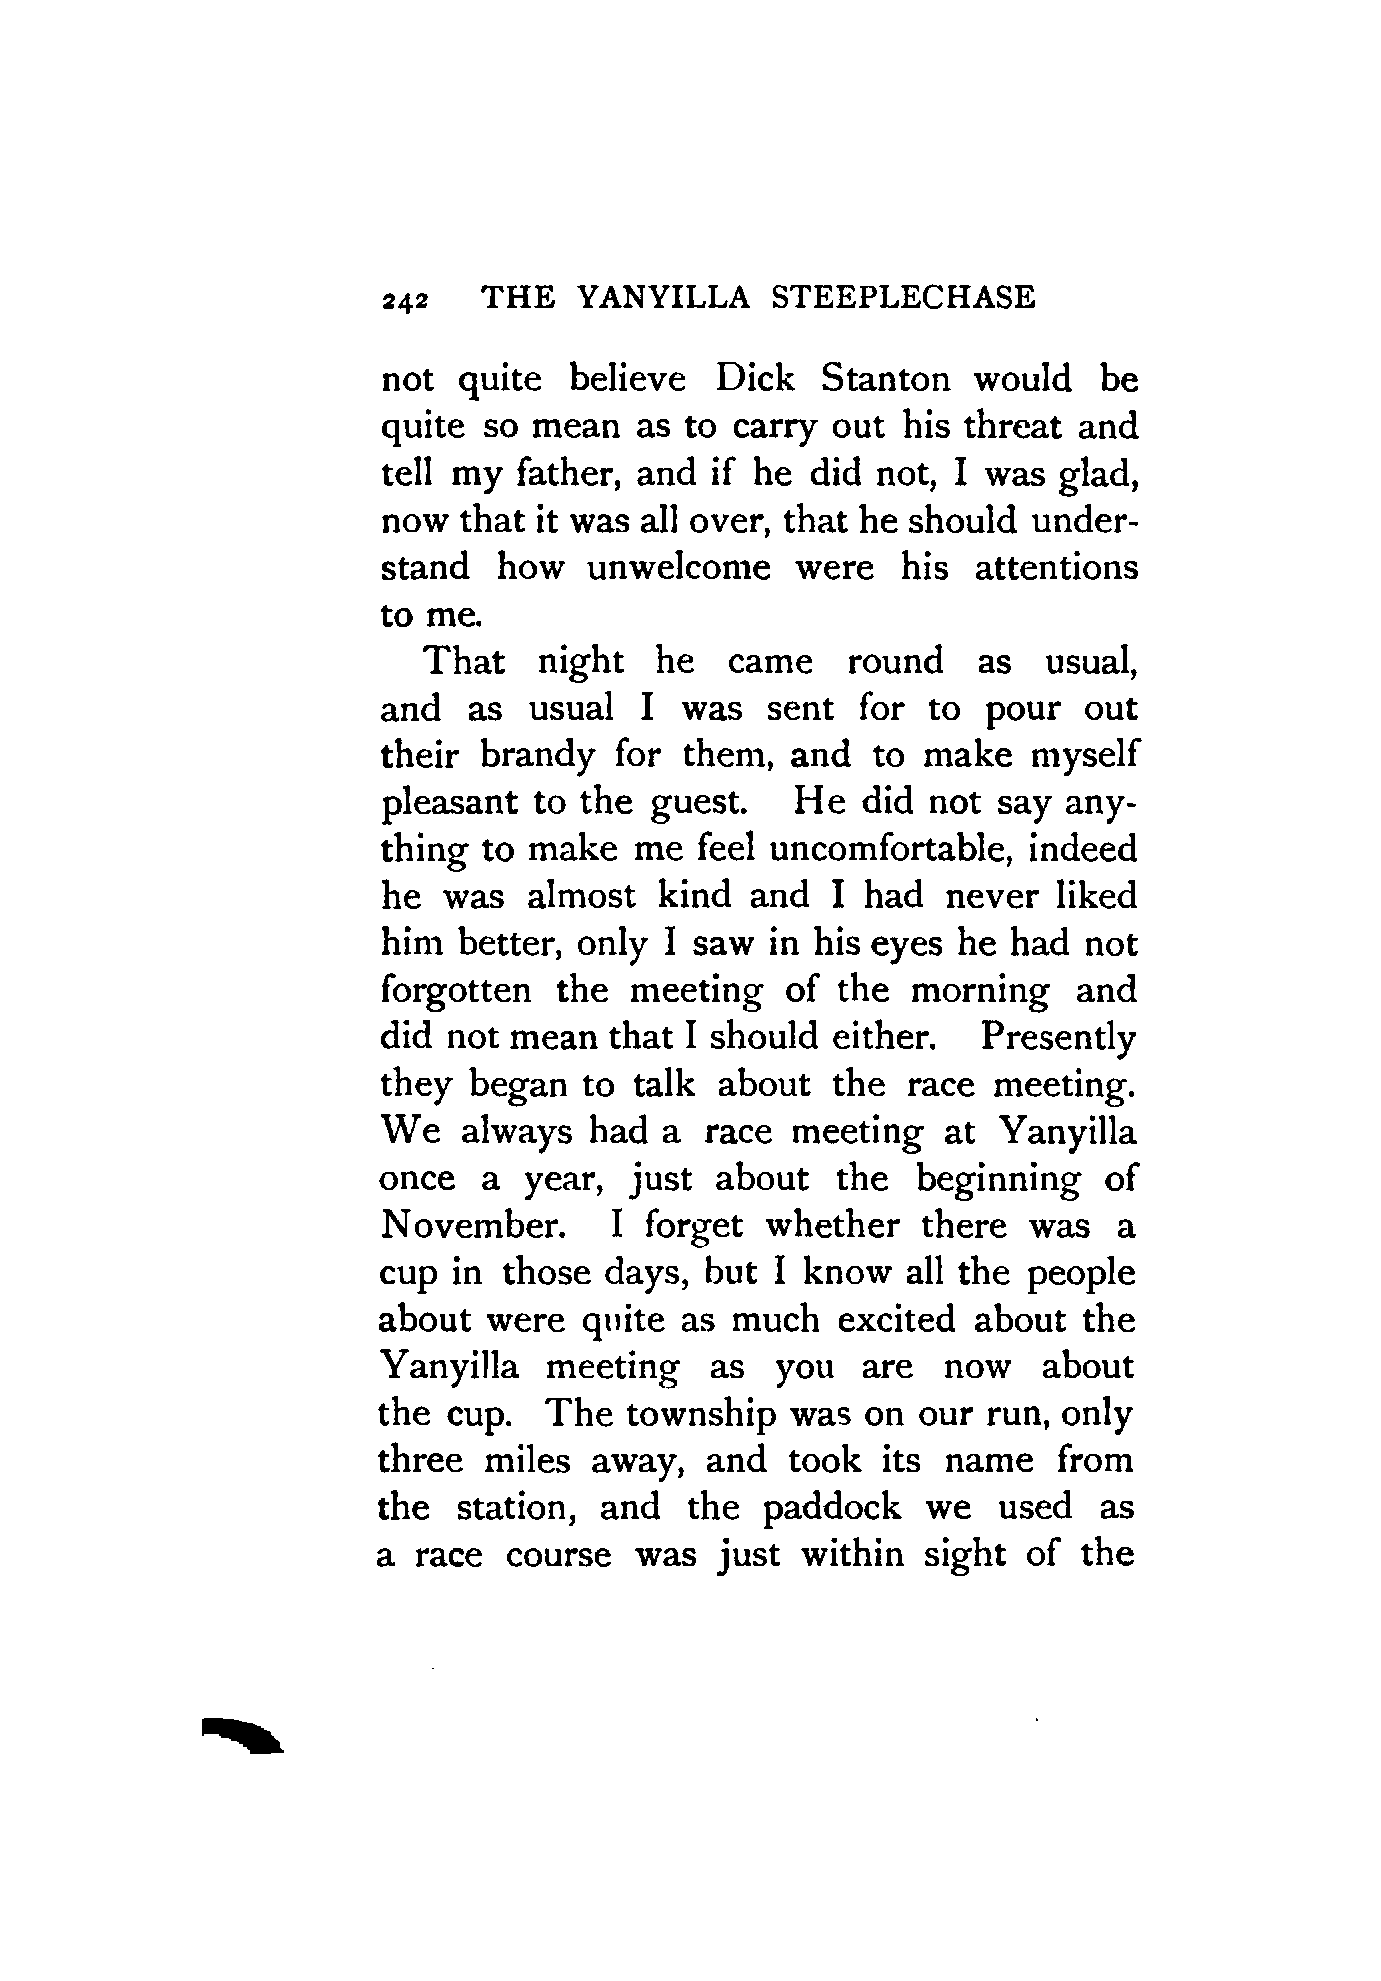 242 THE YANYILLA STEEPLECHASE
not quite believe Dick Stanton would be
quite so mean as to carry out his threat and
tell my father, and if he did not, I was glad,
now that it was all over, that he should under-
stand how unwelcome were his attentions
to me.
That night he came round as usual,
and as usual I was sent for to pour out
their brandy for them, and to make myself
pleasant to the guest. He did not say any-
thing to make me feel uncomfortable, indeed
he was almost kind and I had never liked
him better, only I saw in his eyes he had not
forgotten the meeting of the morning and
did not mean that I should either. Presently
they began to talk about the race meeting.
We always had a race meeting at Yanyilla
once a year, just about the beginning of
November. I forget whether there was a
cup in those days, but I know all the people
about were quite as much excited about the
Yanyilla meeting as you are now about
the cup. The township was on our run, only
three miles away, and took its name from
the station, and the paddock we used as
a race course was just within sight of the